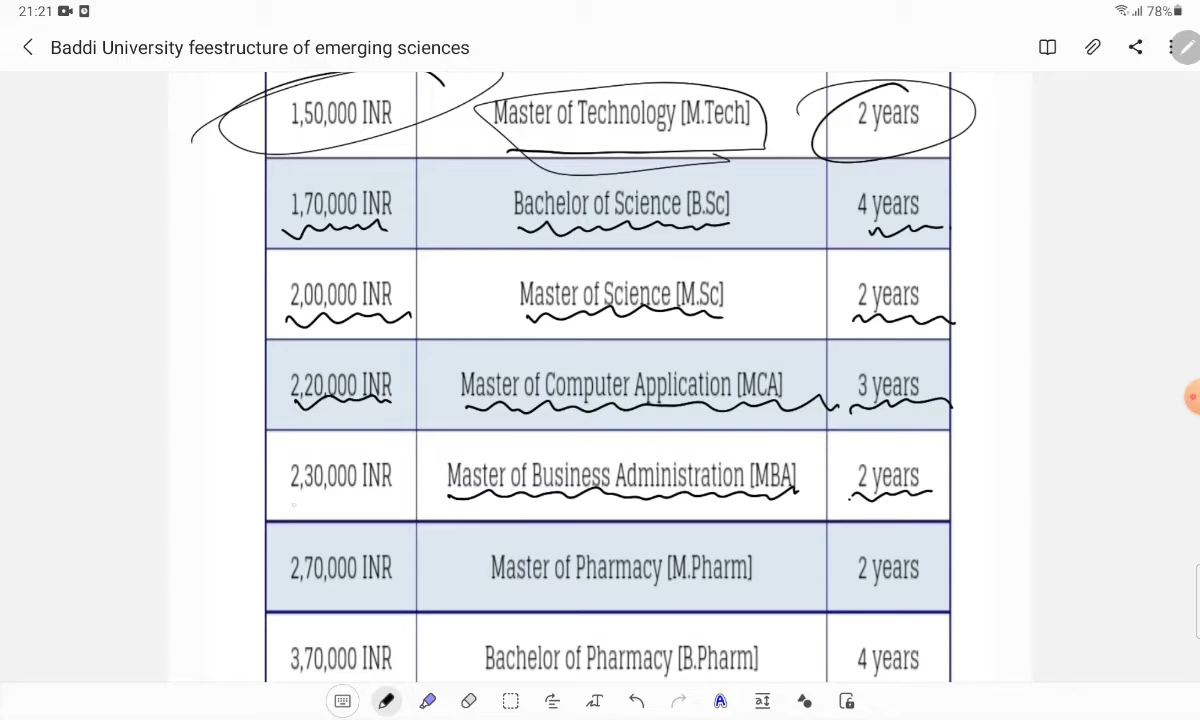 21:21 78%
Baddi University feestructure of emerging sciences
1,50,000 INR Master of Technology [M.Tech] 2 years
1,70,000 INR Bachelor of Science [B.Sc] 4 years
2,00,000 INR Master of Science [M.Sc] 2 years
2,20,000 INR Master of Computer Application [MCA] 3 years
2,30,000 INR Master of Business Administration [MBA] 2 years
2,70,000 INR Master of Pharmacy [M.Pharm] 2 years
3,70,000 INR Bachelor of Pharmacy [B.Pharm] 4 years